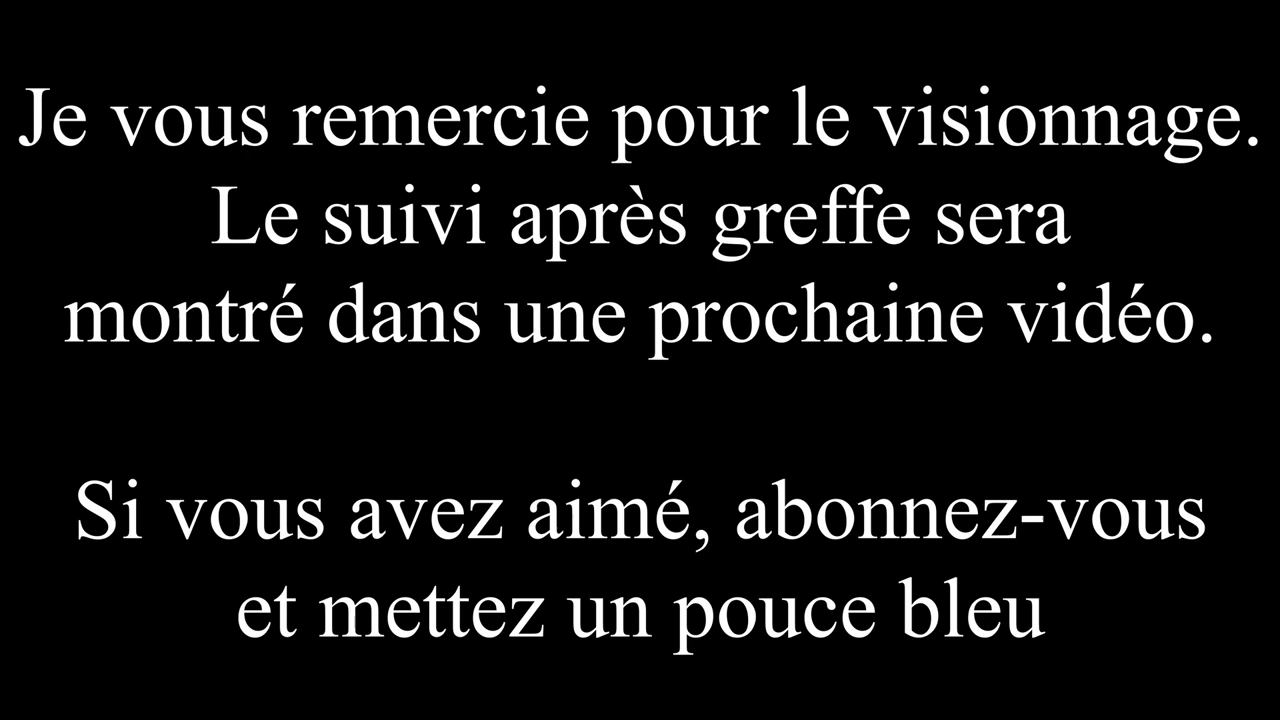 Je vous remercie pour le visionnage.
Le suivi après greffe sera
montré dans une prochaine vidéo.
Si vous avez aimé, abonnez-vous
et mettez un pouce bleu